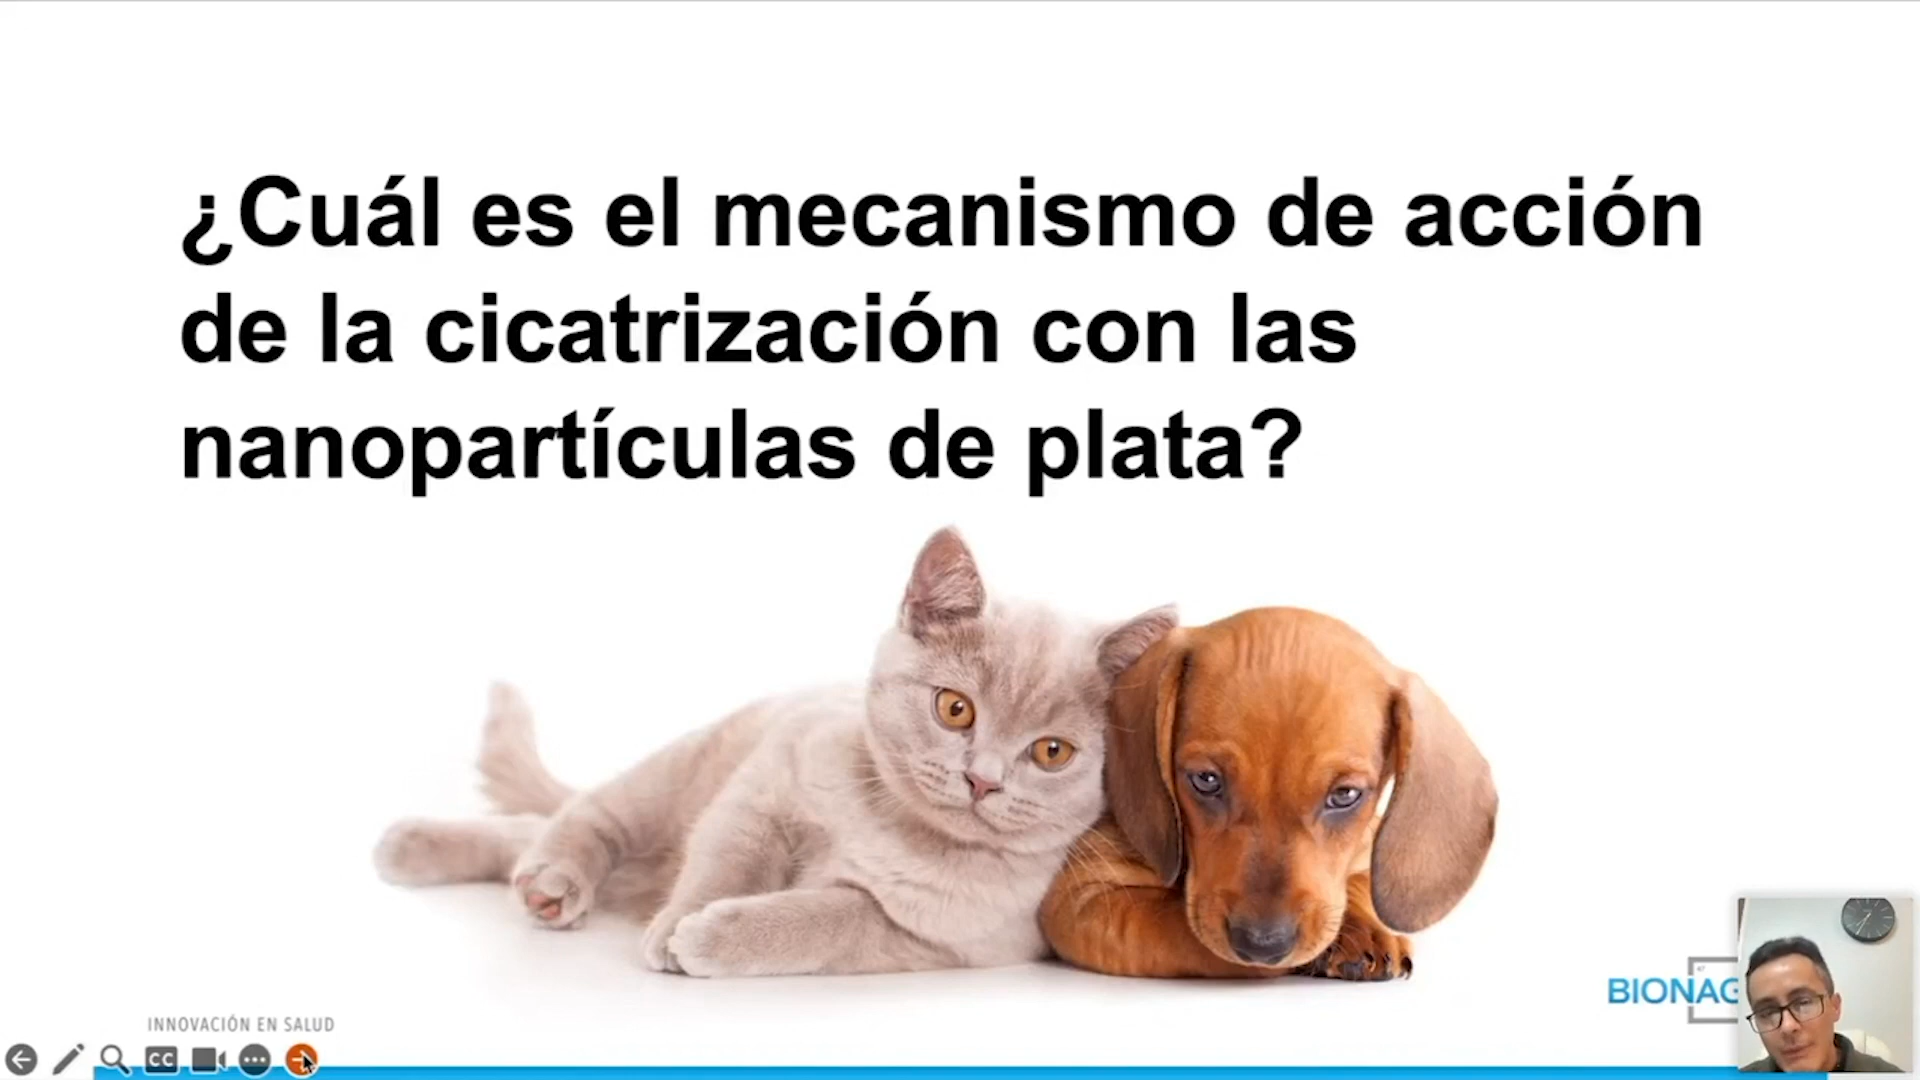 ¿Cuál es el mecanismo de acción
de la cicatrización con las
nanopartículas de plata?
INNOVACIÓN EN SALUD
BIONAG
CC